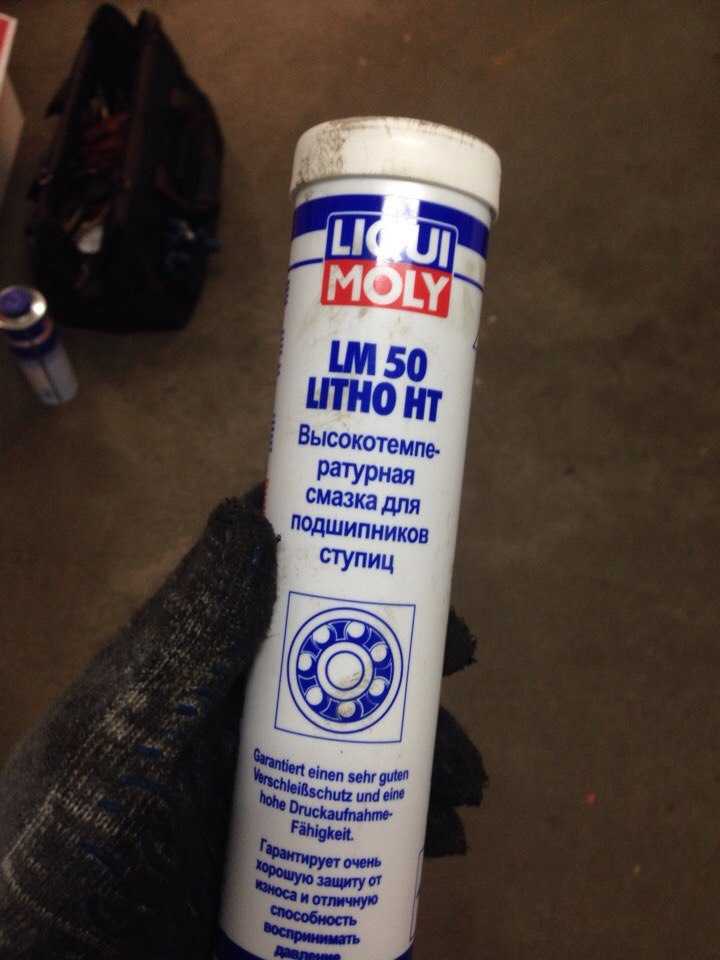 LIQUI
MOLY
LM 50
LITHO HT
Высокотемпе-
ратурная
смазка для
подшипников
ступиц
Garantiert einen sehr guten
Verschleißschutz und eine
hohe Druckaufnahme-
Fähigkeit.
Гарантирует очень
хорошую защиту от
износа и отличную
способность
воспринимать
давление